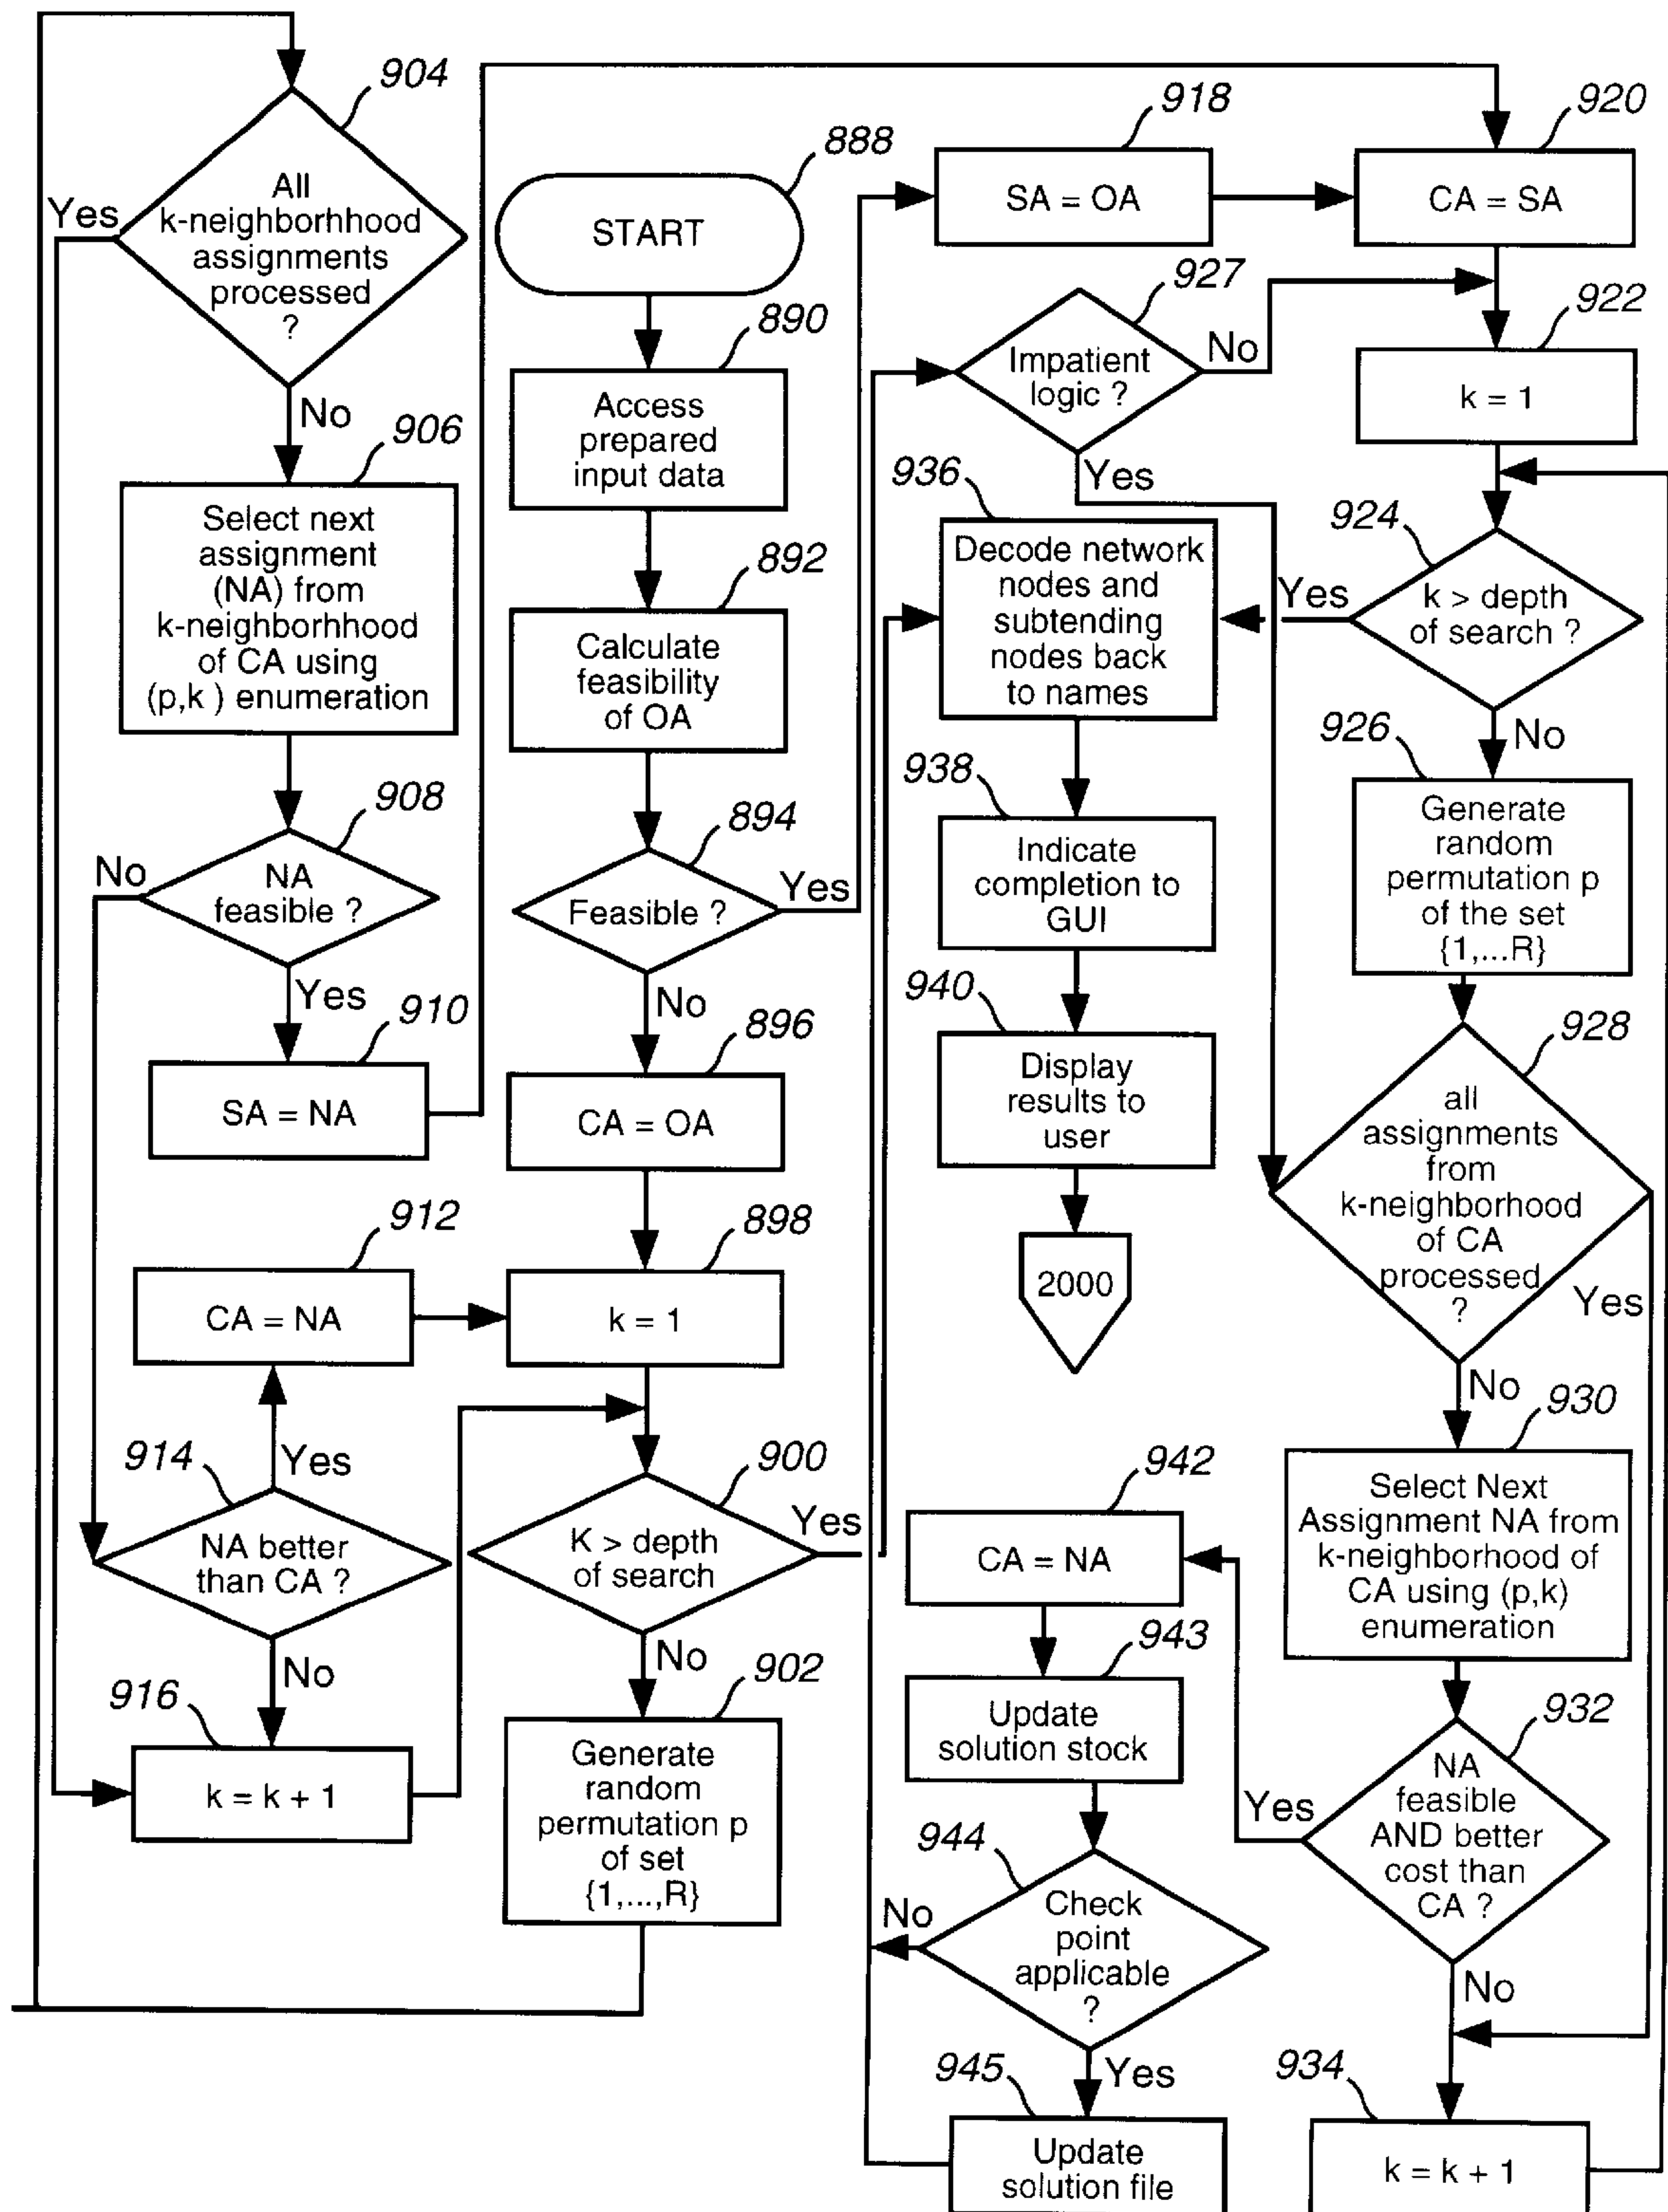 904
All
k-neighborhhood
assignments
processed
?
Yes
No
906
Select next
assignment
(NA) from
k-neighborhhood
of CA using
(p,k ) enumeration
908
NA
feasible ?
No
Yes
910
SA = NA
912
CA = NA
914
Yes
NA better
than CA ?
No
916
k = k + 1
888
START
890
Access
prepared
input data
892
Calculate
feasibility
of OA
894
Feasible ?
Yes
No
896
CA = OA
898
k = 1
900
K > depth
of search
Yes
No
902
Generate
random
permutation p
of set
{1,...,R}
918
SA = OA
920
CA = SA
927
Impatient
logic ?
No
Yes
922
k = 1
936
Decode network
nodes and
subtending
nodes back
to names
924
k > depth
of search ?
Yes
No
938
Indicate
completion to
GUI
926
Generate
random
permutation p
of the set
{1,...R}
940
Display
results to
user
2000
928
all
assignments
from
k-neighborhood
of CA
processed
?
Yes
No
930
Select Next
Assignment NA from
k-neighborhood of
CA using (p,k)
enumeration
932
NA
feasible
AND better
cost than
CA ?
Yes
No
942
CA = NA
943
Update
solution stock
944
Check
point
applicable
?
No
Yes
945
Update
solution file
934
k = k + 1